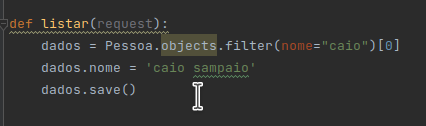 def listar(request):
    dados = Pessoa.objects.filter(nome="caio")[0]
    dados.nome = 'caio sampaio'
    dados.save()